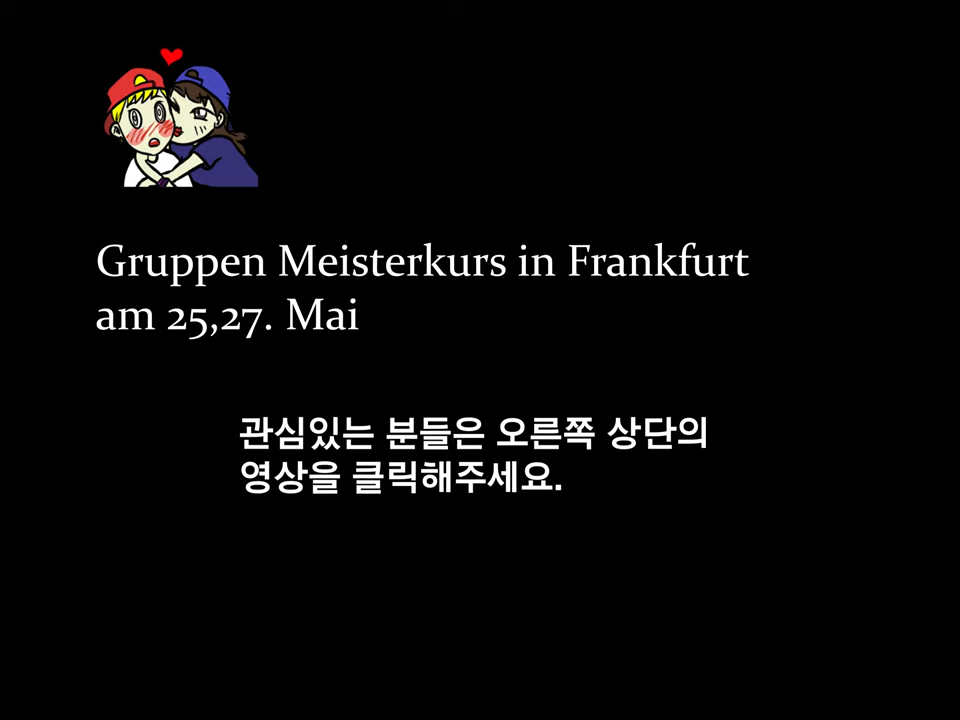 Gruppen Meisterkurs in Frankfurt
am 25,27. Mai
관심있는 분들은 오른쪽 상단의
영상을 클릭해주세요.